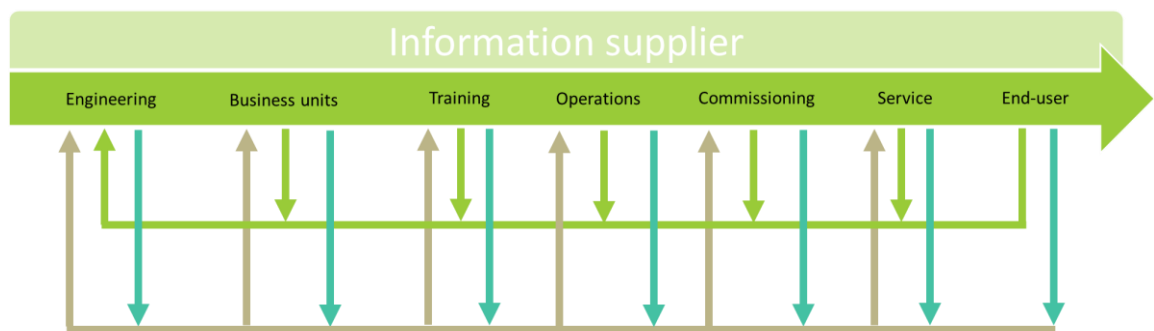 Information supplier
Engineering
Business units
Training
Operations
Commissioning
Service
End-user